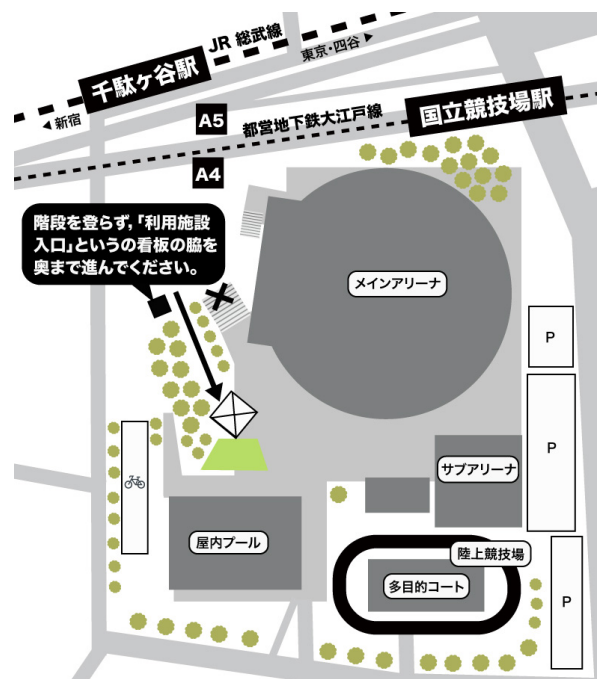 JR 総武線
東京・四谷 ▶
千駄ヶ谷駅
◀ 新宿
A5
都営地下鉄大江戸線
国立競技場駅
A4
階段を登らず,「利用施設
入口」というの看板の脇を
奥まで進んでください。
メインアリーナ
P
P
サブアリーナ
屋内プール
陸上競技場
多目的コート
P